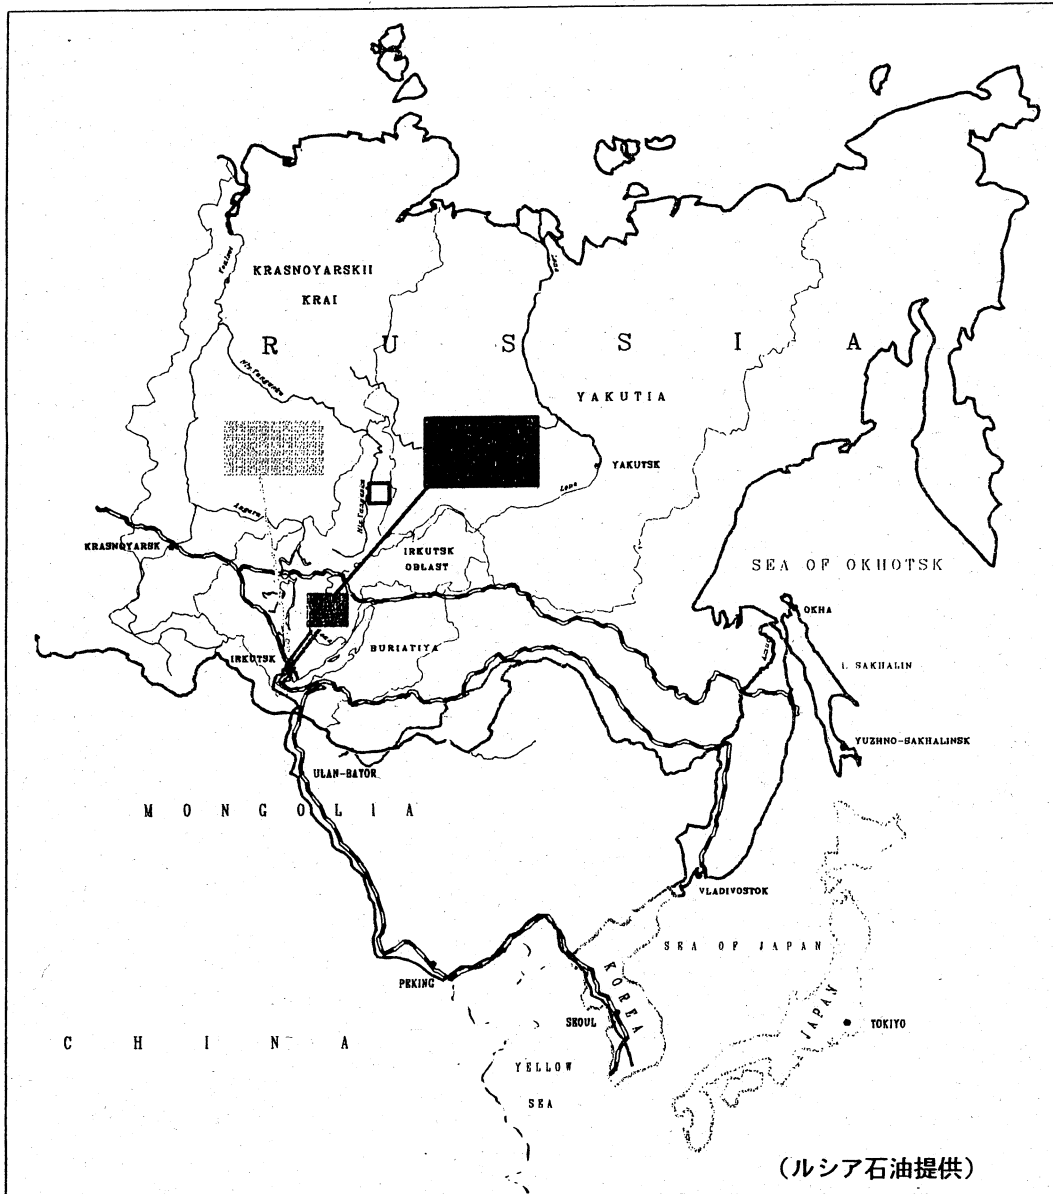 KRASNOYARSKII
KRAI
R U S S I A
YAKUTIA
YAKUTSK
Lena
Lena
KRASNOYARSK
IRKUTSK
OBLAST
SEA OF OKHOTSK
OKHA
IRKUTSK
BURIATIYA
I. SAKHALIN
YUZHNO-SAKHALINSK
ULAN-BATOR
M O N G O L I A
VLADIVOSTOK
SEA OF JAPAN
PEKING
KOREA
JAPAN
SEOUL
TOKIYO
C H I N A
YELLOW
SEA
(ルシア石油提供)